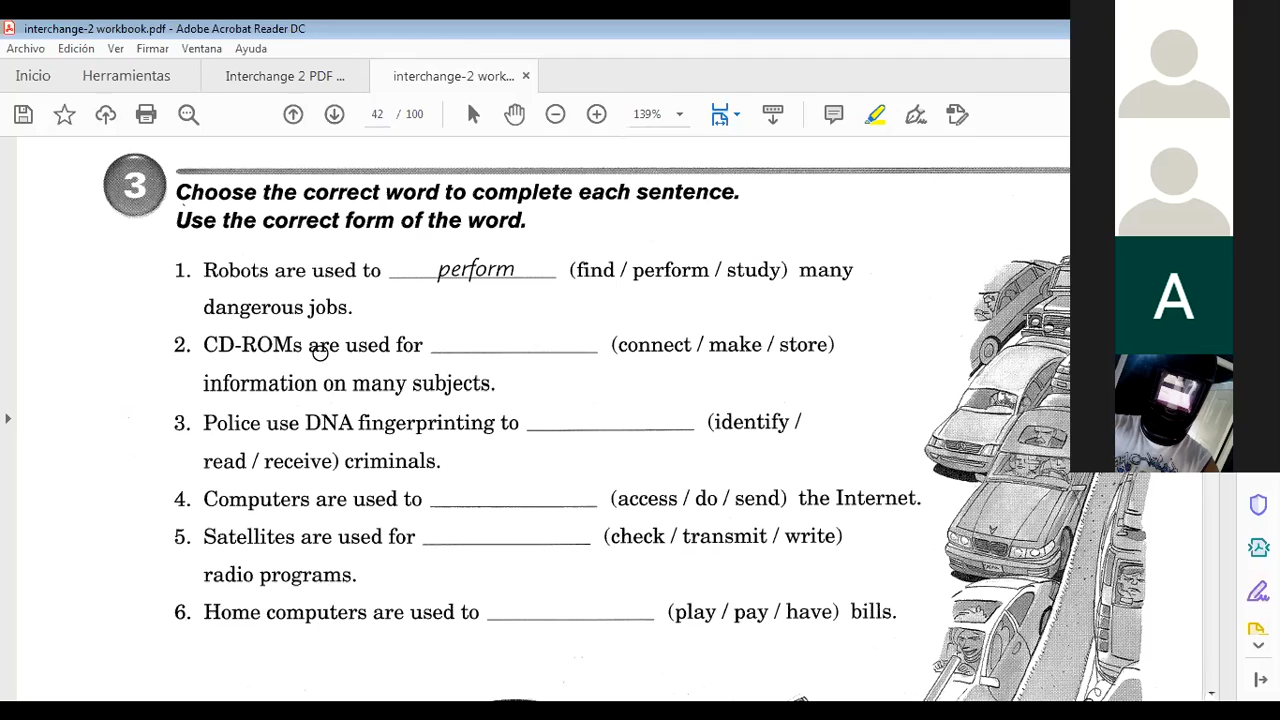 interchange-2 workbook.pdf - Adobe Acrobat Reader DC
Archivo Edición Ver Firmar Ventana Ayuda
Inicio Herramientas Interchange 2 PDF ... interchange-2 work... ×
42 / 100 139%
3
Choose the correct word to complete each sentence.
Use the correct form of the word.
1. Robots are used to perform (find / perform / study) many
dangerous jobs.
2. CD-ROMs are used for (connect / make / store)
information on many subjects.
3. Police use DNA fingerprinting to (identify /
read / receive) criminals.
4. Computers are used to (access / do / send) the Internet.
5. Satellites are used for (check / transmit / write)
radio programs.
6. Home computers are used to (play / pay / have) bills.
A